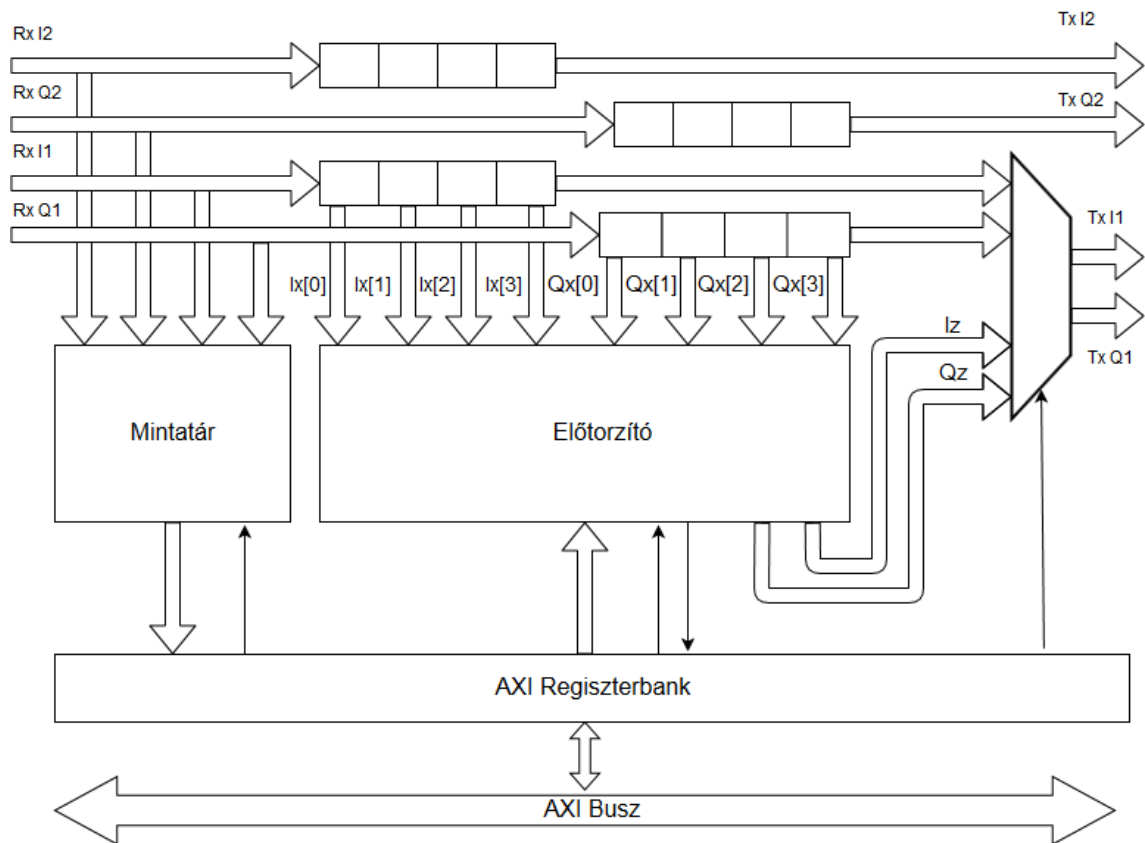 Rx I2
Tx I2
Rx Q2
Tx Q2
Rx I1
Rx Q1
Tx I1
Ix[0]
Ix[1]
Ix[2]
Ix[3]
Qx[0]
Qx[1]
Qx[2]
Qx[3]
Iz
Tx Q1
Qz
Mintatár
Előtorzító
AXI Regiszterbank
AXI Busz